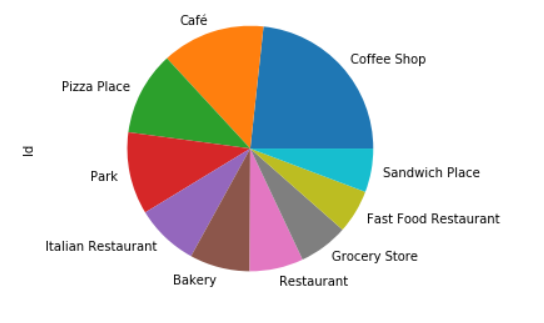 Café
Coffee Shop
Pizza Place
Id
Park
Sandwich Place
Fast Food Restaurant
Italian Restaurant
Grocery Store
Bakery
Restaurant